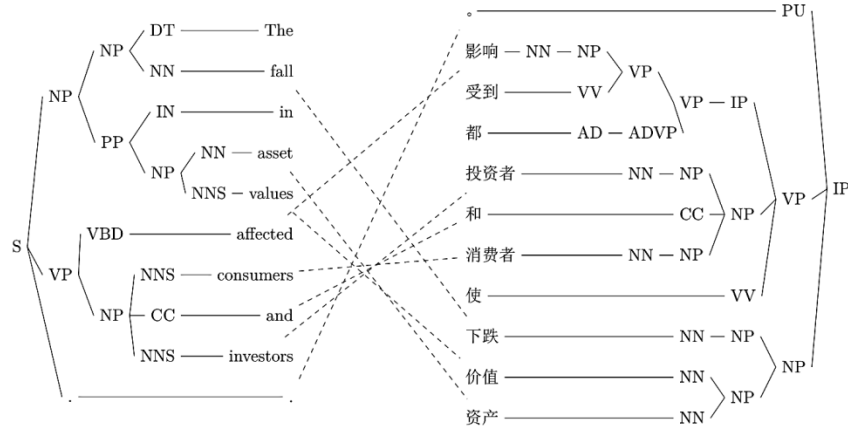 DT The
NP
NN fall
NP
IN in
PP
NN asset
NP
NNS values
S
VBD affected
VP
NNS consumers
NP CC and
NNS investors
. .
。 PU
影响 NN NP
VP
受到 VV
VP IP
都 AD ADVP
投资者 NN NP
VP IP
和 CC NP
消费者 NN NP
使 VV
下跌 NN NP
NP
价值 NN
NP
资产 NN